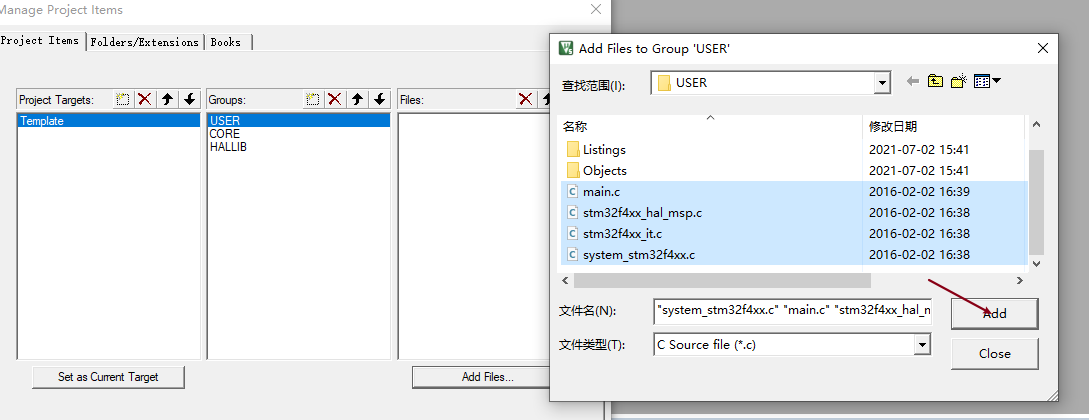 Manage Project Items
Project Items
Folders/Extensions
Books
Project Targets:
Groups:
Files:
Template
USER
CORE
HALLIB
Set as Current Target
Add Files...
Add Files to Group 'USER'
查找范围(I):
USER
名称
修改日期
Listings
2021-07-02 15:41
Objects
2021-07-02 15:41
main.c
2016-02-02 16:39
stm32f4xx_hal_msp.c
2016-02-02 16:38
stm32f4xx_it.c
2016-02-02 16:38
system_stm32f4xx.c
2016-02-02 16:38
文件名(N):
"system_stm32f4xx.c" "main.c" "stm32f4xx_hal_n
Add
文件类型(T):
C Source file (*.c)
Close